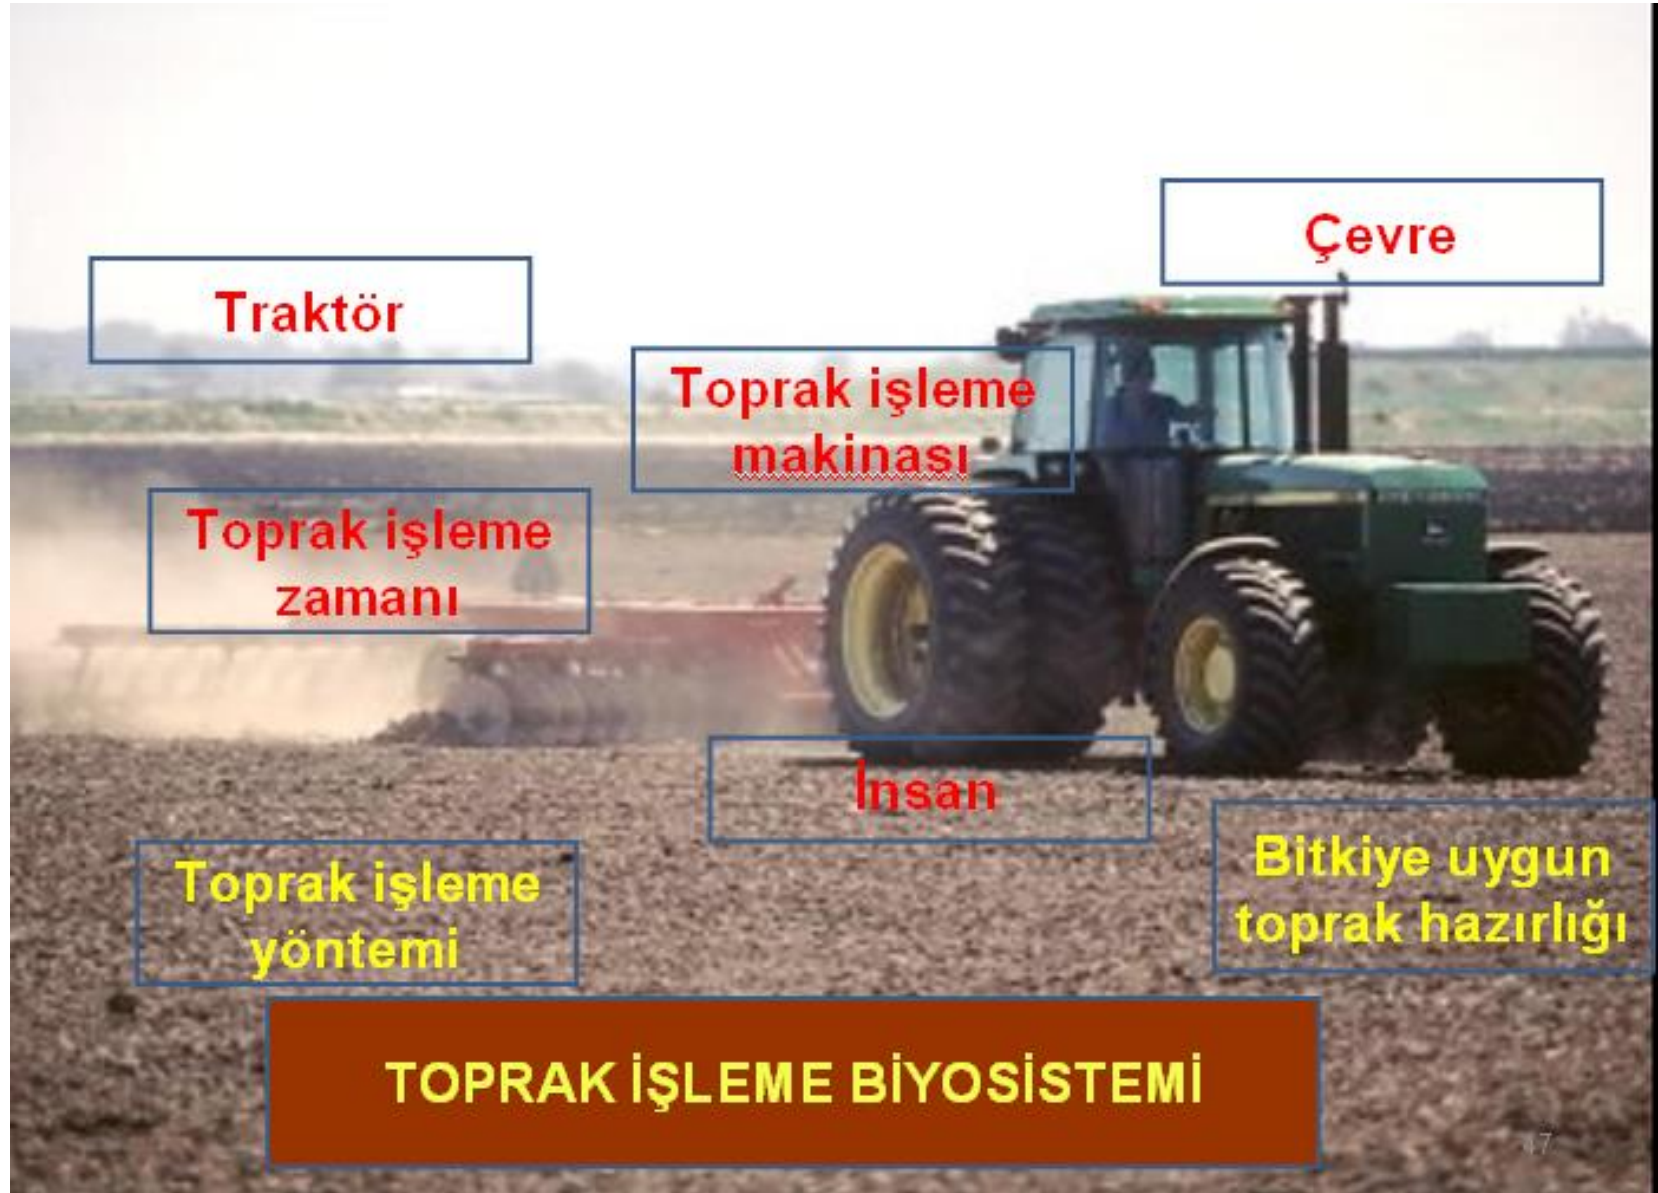 Çevre
Traktör
Toprak işleme
makinası
Toprak işleme
zamanı
İnsan
Toprak işleme
yöntemi
Bitkiye uygun
toprak hazırlığı
TOPRAK İŞLEME BİYOSİSTEMİ
47